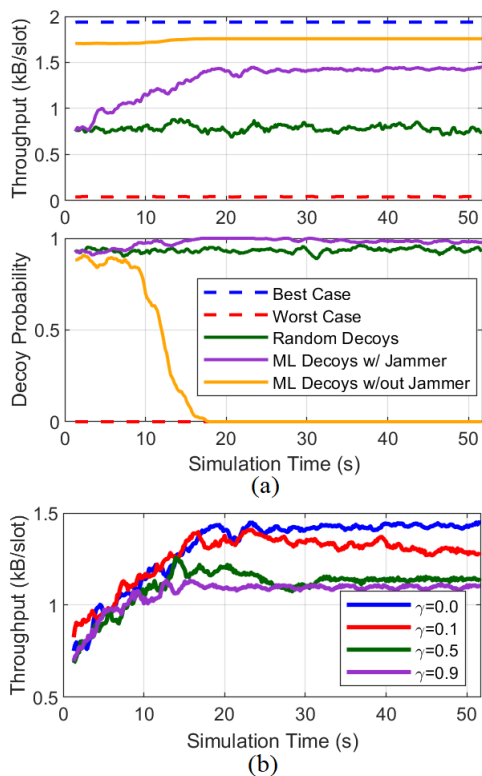 Throughput (kB/slot)
2
1.5
1
0.5
0
0 10 20 30 40 50
Decoy Probability
1
0.5
0
Best Case
Worst Case
Random Decoys
ML Decoys w/ Jammer
ML Decoys w/out Jammer
0 10 20 30 40 50
Simulation Time (s)
(a)
Throughput (kB/slot)
1.5
1
0.5
γ=0.0
γ=0.1
γ=0.5
γ=0.9
0 10 20 30 40 50
Simulation Time (s)
(b)